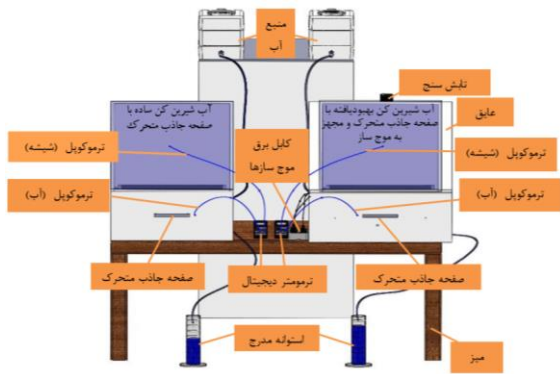 منبع
آب
تابش سنج
آب شیرین کن ساده با
صفحه جاذب متحرک
آب شیرین کن بهبودیافته با
صفحه جاذب متحرک و مجهز
به موج ساز
عایق
ترموکوپل (شیشه)
کابل برق
موج سازها
ترموکوپل (شیشه)
ترموکوپل (آب)
ترموکوپل (آب)
صفحه جاذب متحرک
ترمومتر دیجیتال
صفحه جاذب متحرک
استوانه مدرج
میز